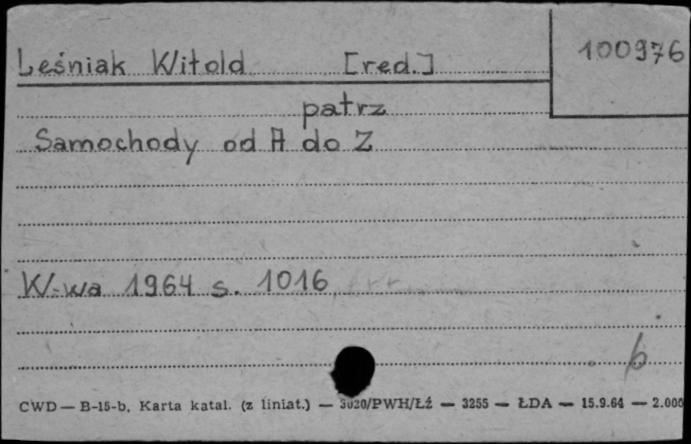 100976
Leśniak Witold [red.]
patrz
Samochody od A do Z
W-wa 1964 s. 1016
b
CWD — B-15-b. Karta katal. (z liniat.) — 3020/PWH/Łź — 3255 — ŁDA — 15.9.64 — 2.000